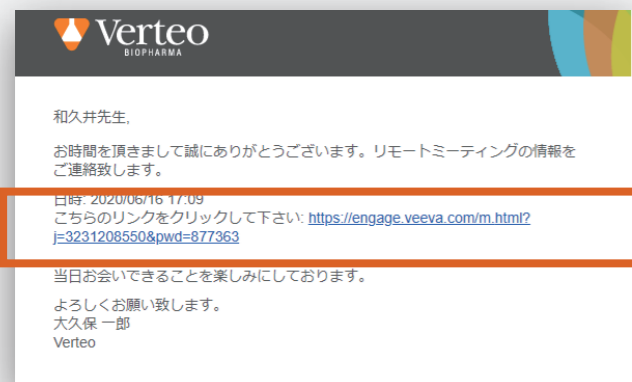 Verteo
BIOPHARMA
和久井先生,
お時間を頂きまして誠にありがとうございます。リモートミーティングの情報を
ご連絡致します。
日時: 2020/06/16 17:09
こちらのリンクをクリックして下さい: https://engage.veeva.com/m.html?
j=3231208550&pwd=877363
当日お会いできることを楽しみにしております。
よろしくお願い致します。
大久保 一郎
Verteo